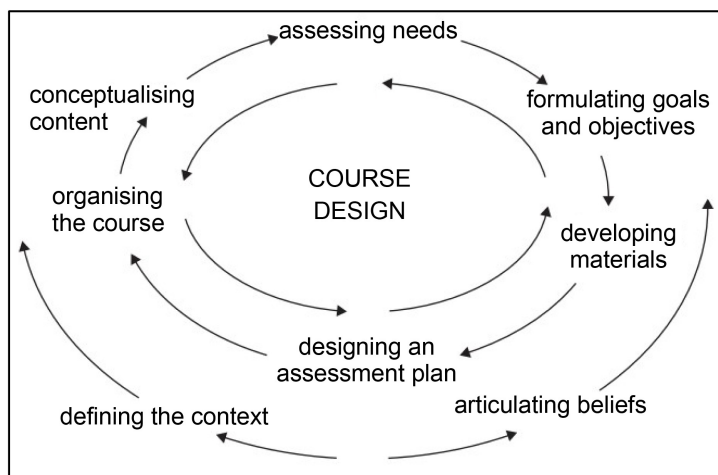 assessing needs
conceptualising
content
formulating goals
and objectives
COURSE
DESIGN
organising
the course
developing
materials
designing an
assessment plan
defining the context
articulating beliefs